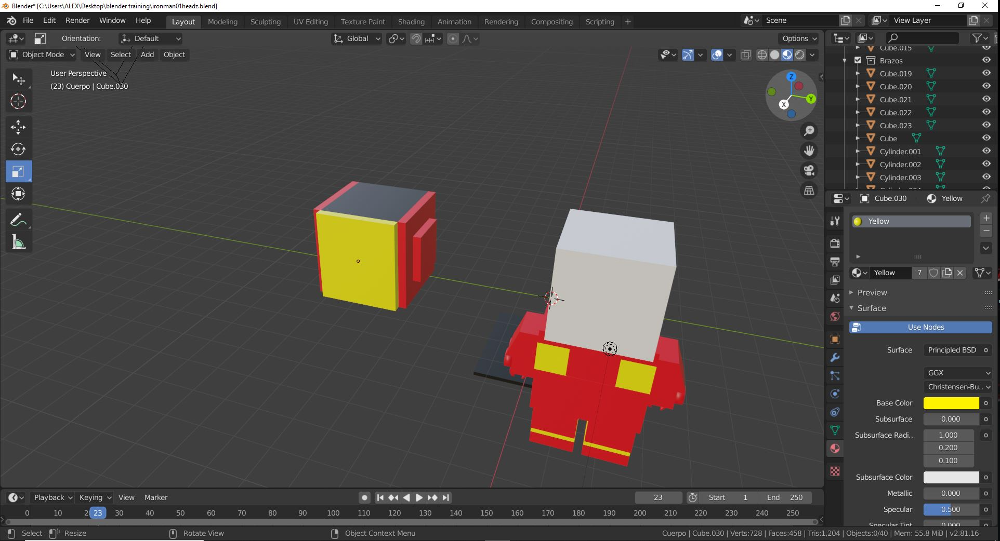 Blender* [C:\Users\ALEX\Desktop\blender training\ironman01headz.blend]
File Edit Render Window Help
Layout Modeling Sculpting UV Editing Texture Paint Shading Animation Rendering Compositing Scripting +
Scene
View Layer
Orientation: Default
Global
Options
Object Mode View Select Add Object
User Perspective
(23) Cuerpo | Cube.030
Z
Y
X
Cube.015
Brazos
Cube.019
Cube.020
Cube.021
Cube.022
Cube.023
Cube
Cylinder.001
Cylinder.002
Cylinder.003
Cube.030 Yellow
Yellow
Yellow 7
Preview
Surface
Use Nodes
Surface Principled BSD
GGX
Christensen-Bu..
Base Color
Subsurface 0.000
Subsurface Radi.. 1.000
0.200
0.100
Subsurface Color
Metallic 0.000
Specular 0.500
Specular Tint 0.000
Playback Keying View Marker
23
Start 1
End 250
0 10 2 23 30 40 50 60 70 80 90 100 110 120 130 140 150 160 170 180 190 200 210 220 230 240 250
Select Resize Rotate View Object Context Menu
Cuerpo | Cube.030 | Verts:728 | Faces:458 | Tris:1,204 | Objects:0/40 | Mem: 55.8 MiB | v2.81.16